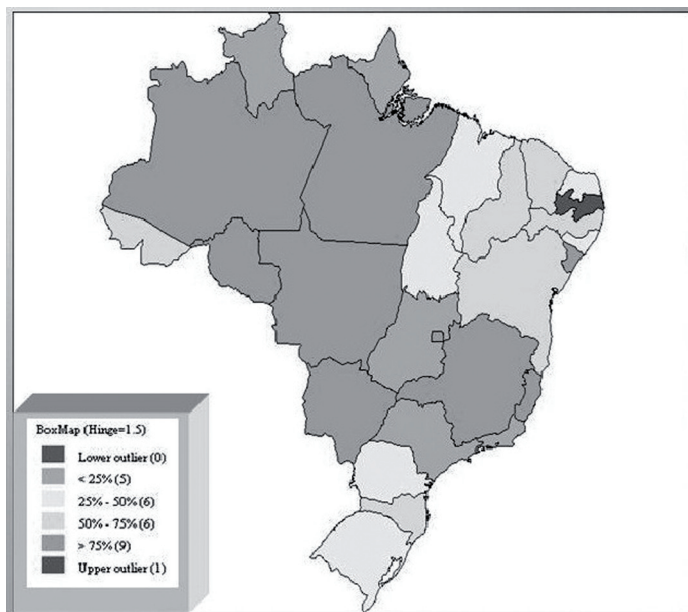 BoxMap (Hinge=1.5)
Lower outlier (0)
< 25% (5)
25% - 50% (6)
50% - 75% (6)
> 75% (9)
Upper outlier (1)